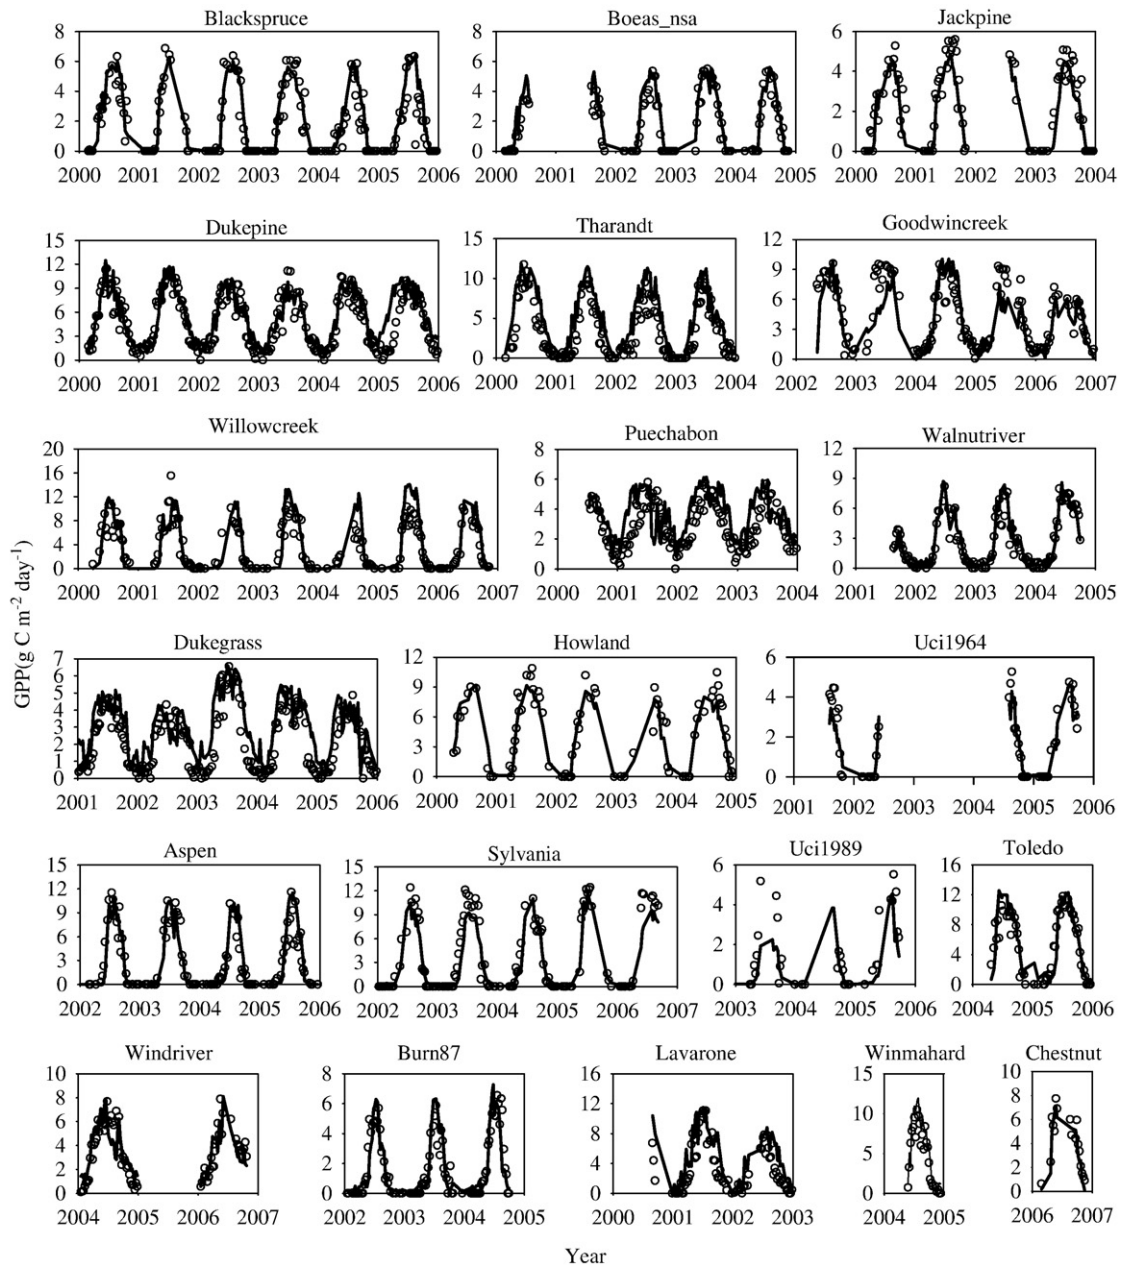 Blackspruce Boeas_nsa Jackpine
8 8 6
6 6
4 4 4
2 2 2
0 0 0
2000 2001 2002 2003 2004 2005 2006 2000 2001 2002 2003 2004 2005 2000 2001 2002 2003 2004
Dukepine Tharandt Goodwincreek
15 15 12
12 9
9 10 6
6 5 3
3 0 0
0
2000 2001 2002 2003 2004 2005 2006 2000 2001 2002 2003 2004 2002 2003 2004 2005 2006 2007
Willowcreek Puechabon Walnutriver
20 8 12
16 6 9
12 4 6
8 2 3
4 0 0
0
2000 2001 2002 2003 2004 2005 2006 2007 2000 2001 2002 2003 2004 2001 2002 2003 2004 2005
GPP(g C m-2 day-1)
Dukegrass Howland Uci1964
7 12 6
6 9 4
5 6 2
4 3 0
3 0
2
1
0
2001 2002 2003 2004 2005 2006 2000 2001 2002 2003 2004 2005 2001 2002 2003 2004 2005 2006
Aspen Sylvania Uci1989 Toledo
15 15 6 16
12 12 4 12
9 9 2 8
6 6 0 4
3 3 0
0 0
2002 2003 2004 2005 2006 2002 2003 2004 2005 2006 2007 2003 2004 2005 2006 2004 2005 2006
Windriver Burn87 Lavarone Winmahard Chestnut
10 8 16 15 10
8 6 12 10 8
6 4 8 5 6
4 2 4 0 4
2 0 0 2
0 0
2004 2005 2006 2007 2002 2003 2004 2005 2000 2001 2002 2003 2004 2005 2006 2007
Year